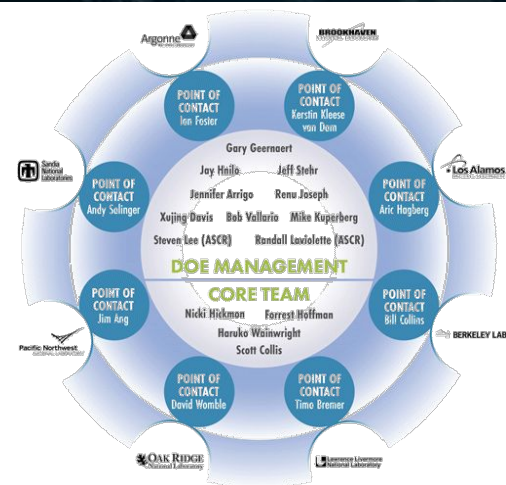 Argonne
BROOKHAVEN
POINT OF
CONTACT
Ian Foster
POINT OF
CONTACT
Kerstin Kleese
van Dam
Sandia
National
Laboratories
POINT OF
CONTACT
Andy Salinger
Los Alamos
POINT OF
CONTACT
Aric Hagberg
Gary Geernaert
Jay Hnilo Jeff Stehr
Jennifer Arrigo Renu Joseph
Xujing Davis Bob Vallario Mike Kuperberg
Steven Lee (ASCR) Randall Laviolette (ASCR)
DOE MANAGEMENT
CORE TEAM
Nicki Hickmon Forrest Hoffman
Haruko Wainwright
Scott Collis
POINT OF
CONTACT
Jim Ang
Pacific Northwest
NATIONAL LABORATORY
POINT OF
CONTACT
Bill Collins
BERKELEY LAB
POINT OF
CONTACT
David Womble
OAK RIDGE
National Laboratory
POINT OF
CONTACT
Timo Bremer
Lawrence Livermore
National Laboratory